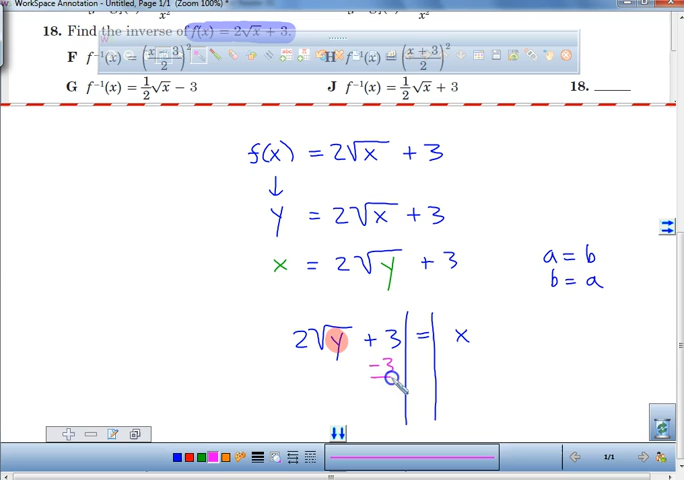 WorkSpace Annotation - Untitled, Page 1/1 (Zoom 200%) *
18. Find the inverse of f(x) = 2√x + 3.
F f⁻¹(x) = (x − 3 / 2)² H f⁻¹(x) = (x + 3 / 2)²
G f⁻¹(x) = 1/2 √x − 3 J f⁻¹(x) = 1/2 √x + 3 18. _____
f(x) = 2√x + 3
↓
y = 2√x + 3
x = 2√y + 3
a = b
b = a
2√y + 3 = x
−3
1/1